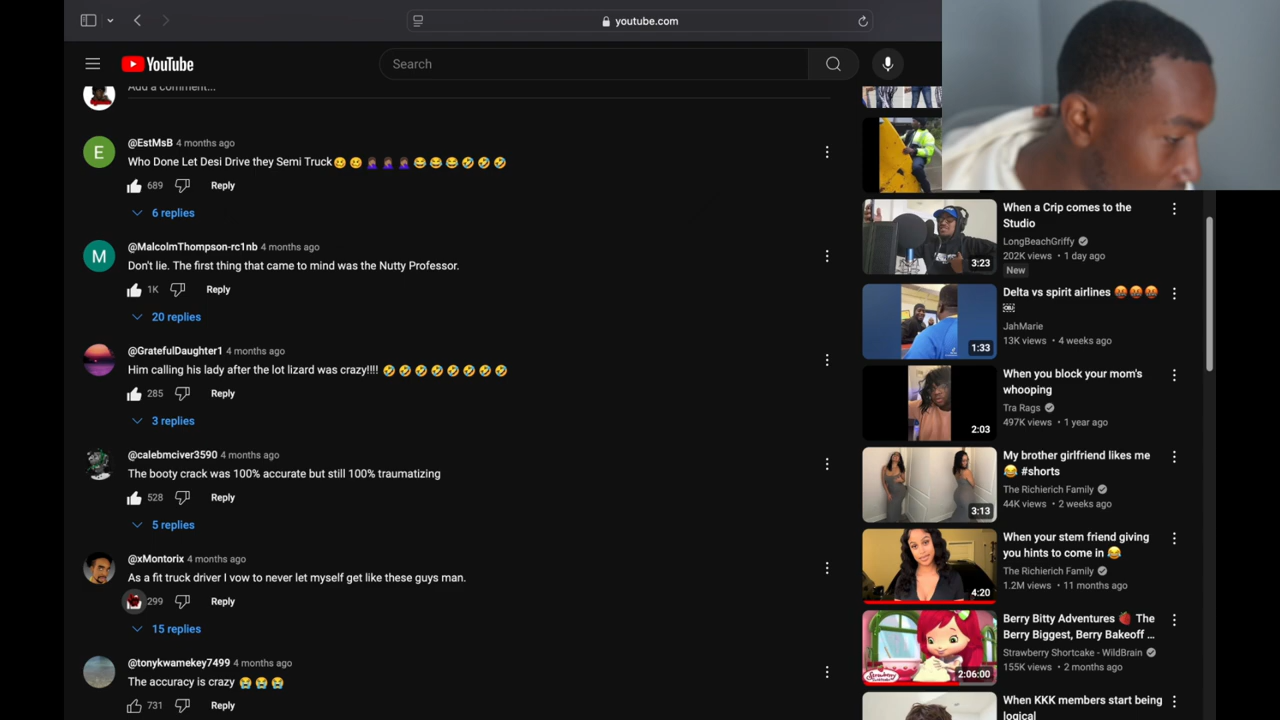 youtube.com
YouTube
Search
Add a comment...
@EstMsB 4 months ago
Who Done Let Desi Drive they Semi Truck🥴 🥴 🤦🏾‍♀️ 🤦🏾‍♀️ 🤦🏾‍♀️ 😂 😂 😂 🤣 🤣 🤣
689 Reply
6 replies
@MalcolmThompson-rc1nb 4 months ago
Don't lie. The first thing that came to mind was the Nutty Professor.
1K Reply
20 replies
@GratefulDaughter1 4 months ago
Him calling his lady after the lot lizard was crazy!!!! 🤣 🤣 🤣 🤣 🤣 🤣 🤣 🤣
285 Reply
3 replies
@calebmciver3590 4 months ago
The booty crack was 100% accurate but still 100% traumatizing
528 Reply
5 replies
@xMontorix 4 months ago
As a fit truck driver I vow to never let myself get like these guys man.
299 Reply
15 replies
@tonykwamekey7499 4 months ago
The accuracy is crazy 😭 😭 😭
731 Reply
When a Crip comes to the
Studio
LongBeachGriffy
202K views • 1 day ago
New
3:23
Delta vs spirit airlines 🤬 🤬 🤬
JahMarie
13K views • 4 weeks ago
1:33
When you block your mom's
whooping
Tra Rags
497K views • 1 year ago
2:03
My brother girlfriend likes me
😂 #shorts
The Richierich Family
44K views • 2 weeks ago
3:13
When your stem friend giving
you hints to come in 😂
The Richierich Family
1.2M views • 11 months ago
4:20
Berry Bitty Adventures 🍓 The
Berry Biggest, Berry Bakeoff ...
Strawberry Shortcake - WildBrain
155K views • 2 months ago
2:06:00
When KKK members start being
logical